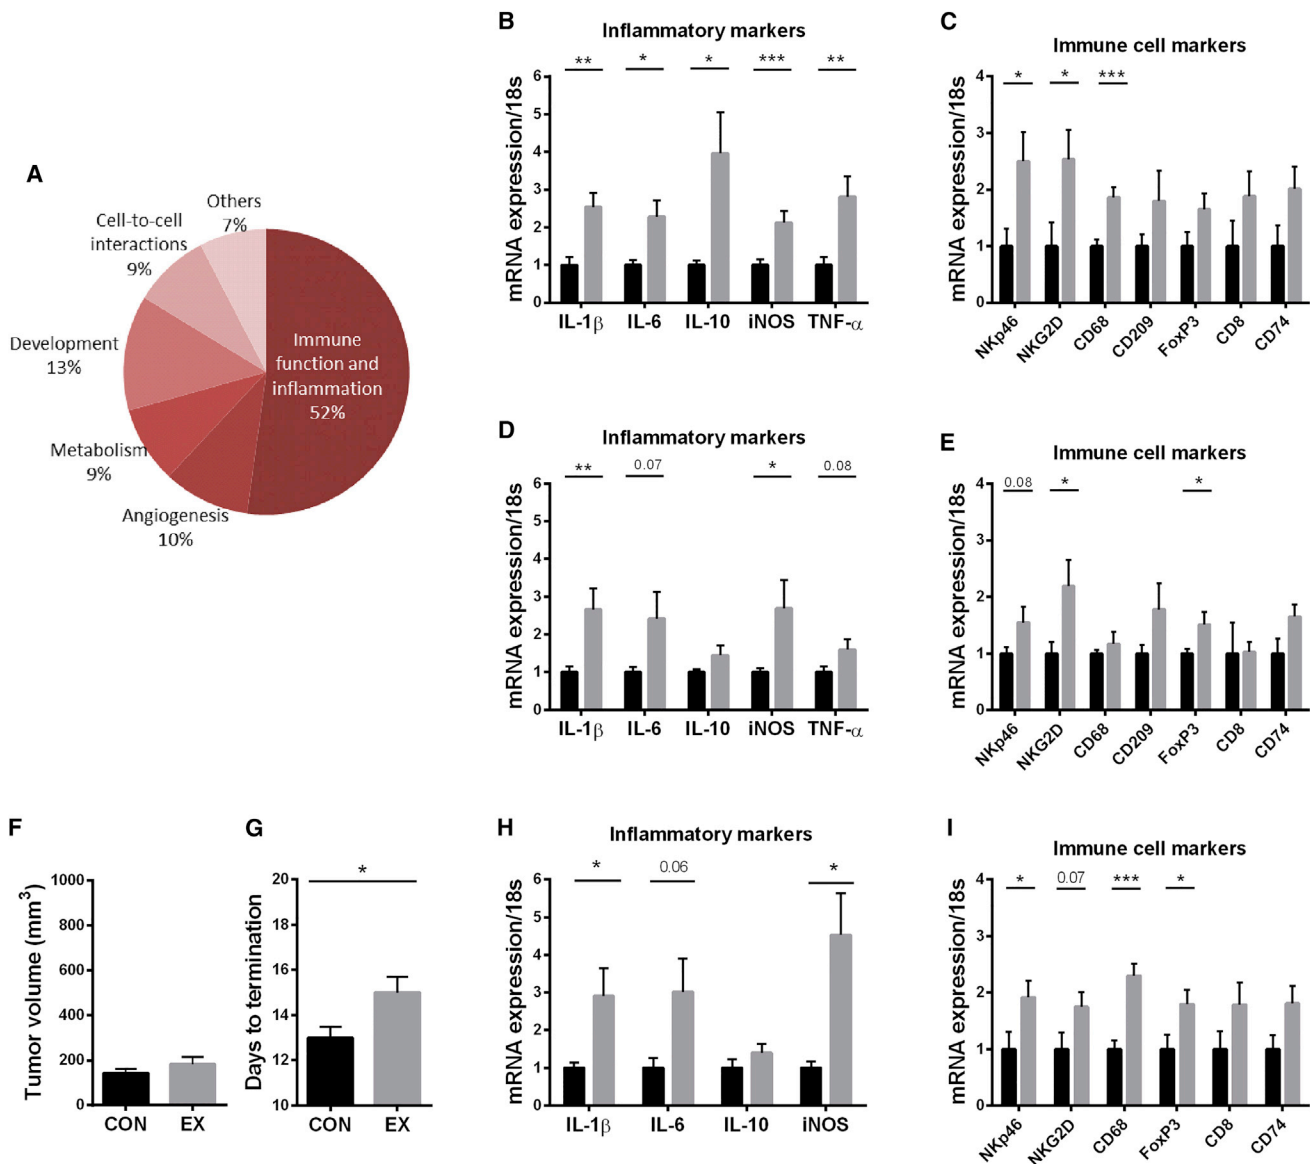 A
Others
7%
Cell-to-cell
interactions
9%
Development
13%
Metabolism
9%
Angiogenesis
10%
Immune
function and
inflammation
52%
B
Inflammatory markers
** * * *** **
mRNA expression/18s
6
5
4
3
2
1
0
IL-1β IL-6 IL-10 iNOS TNF-α
C
Immune cell markers
* * ***
mRNA expression/18s
4
3
2
1
0
NKp46 NKG2D CD68 CD209 FoxP3 CD8 CD74
D
Inflammatory markers
** 0.07 * 0.08
mRNA expression/18s
6
5
4
3
2
1
0
IL-1β IL-6 IL-10 iNOS TNF-α
E
Immune cell markers
0.08 * *
mRNA expression/18s
4
3
2
1
0
NKp46 NKG2D CD68 CD209 FoxP3 CD8 CD74
F
Tumor volume (mm³)
1000
800
600
400
200
0
CON EX
G
*
Days to termination
20
18
16
14
12
10
CON EX
H
Inflammatory markers
* 0.06 *
mRNA expression/18s
6
5
4
3
2
1
0
IL-1β IL-6 IL-10 iNOS
I
Immune cell markers
* 0.07 *** *
mRNA expression/18s
4
3
2
1
0
NKp46 NKG2D CD68 FoxP3 CD8 CD74